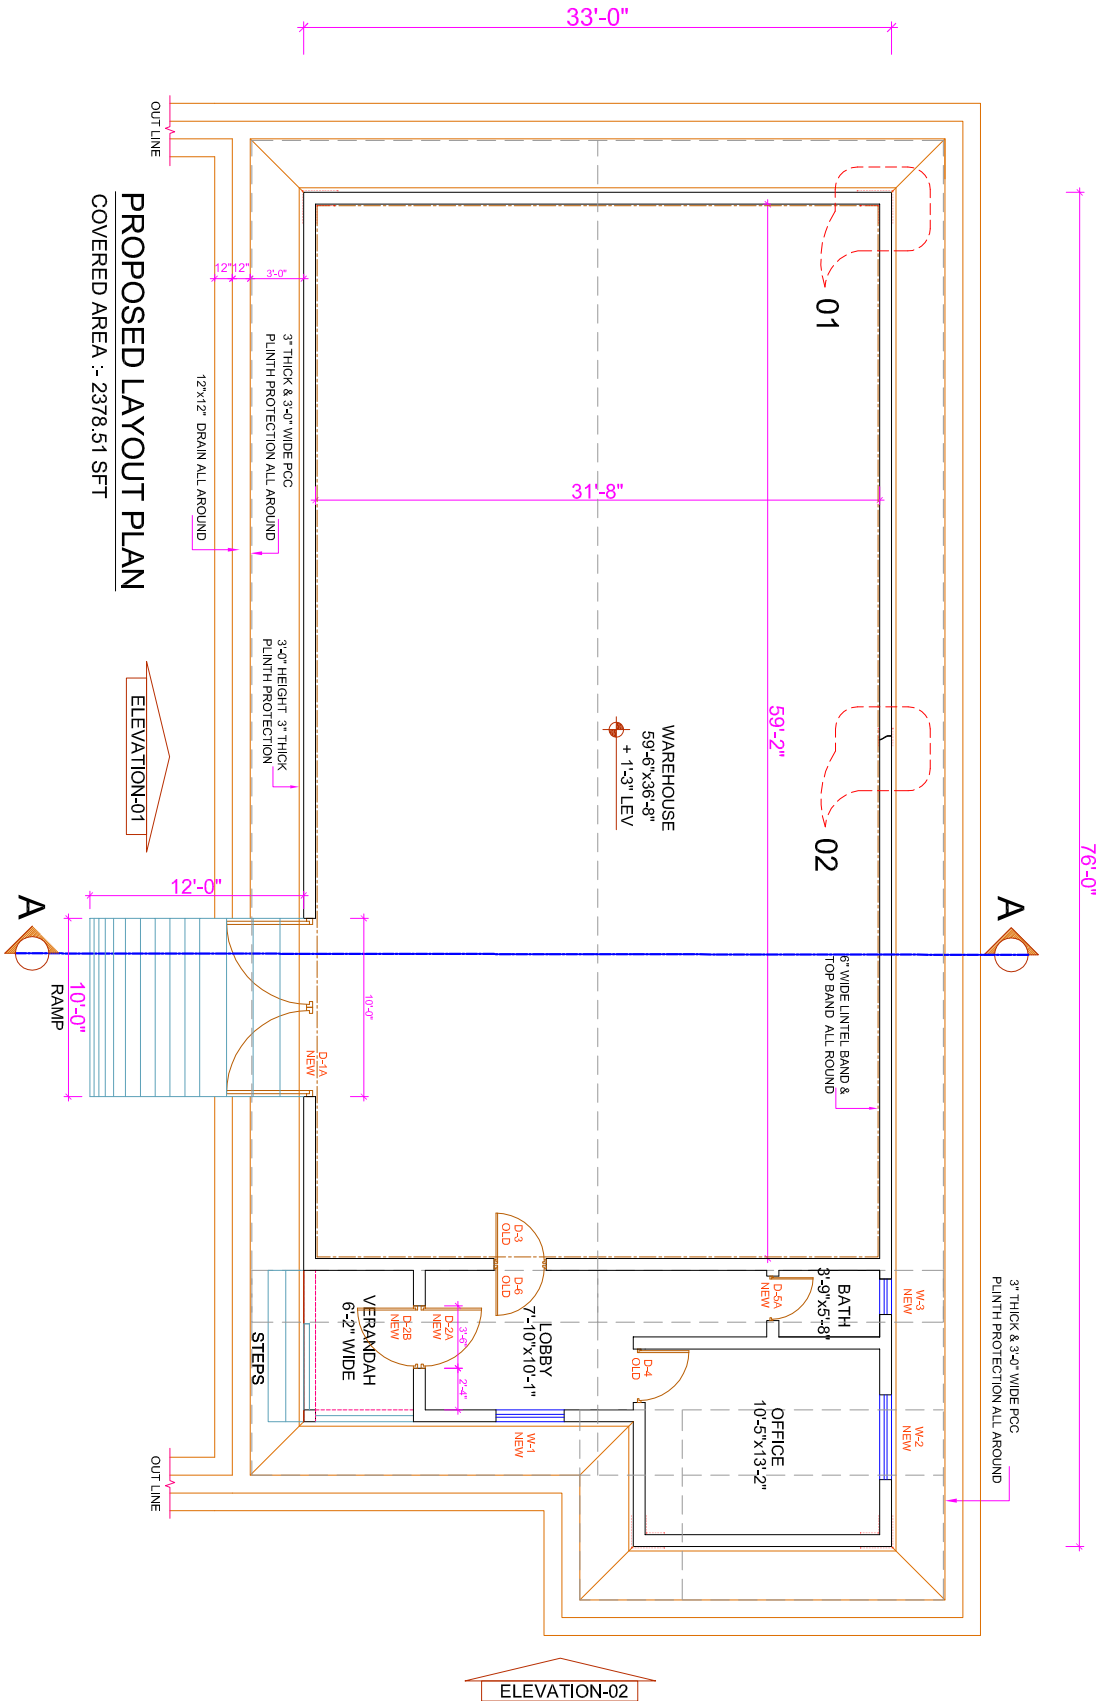 33'-0"
OUT LINE
PROPOSED LAYOUT PLAN
COVERED AREA :- 2378.51 SFT
12"
12"
3'-0"
3" THICK & 3'-0" WIDE PCC
PLINTH PROTECTION ALL AROUND
12"x12" DRAIN ALL AROUND
01
31'-8"
59'-2"
3'-0" HEIGHT 3" THICK
PLINTH PROTECTION
ELEVATION-01
WAREHOUSE
59'-6"x36'-8"
+ 1'-3" LEV
02
76'-0"
12'-0"
A
A
10'-0"
RAMP
10'-0"
D-1A
NEW
6" WIDE LINTEL BAND &
TOP BAND ALL ROUND
D-3
OLD
D-6
OLD
D-5A
NEW
BATH
3'-9"x5'-8"
W-3
NEW
3" THICK & 3'-0" WIDE PCC
PLINTH PROTECTION ALL AROUND
STEPS
VERANDAH
6'-2" WIDE
D-2B
NEW
D-2A
NEW
3'-6"
2'-4"
LOBBY
7'-10"x10'-1"
D-4
OLD
OFFICE
10'-5"x13'-2"
W-1
NEW
W-2
NEW
OUT LINE
ELEVATION-02